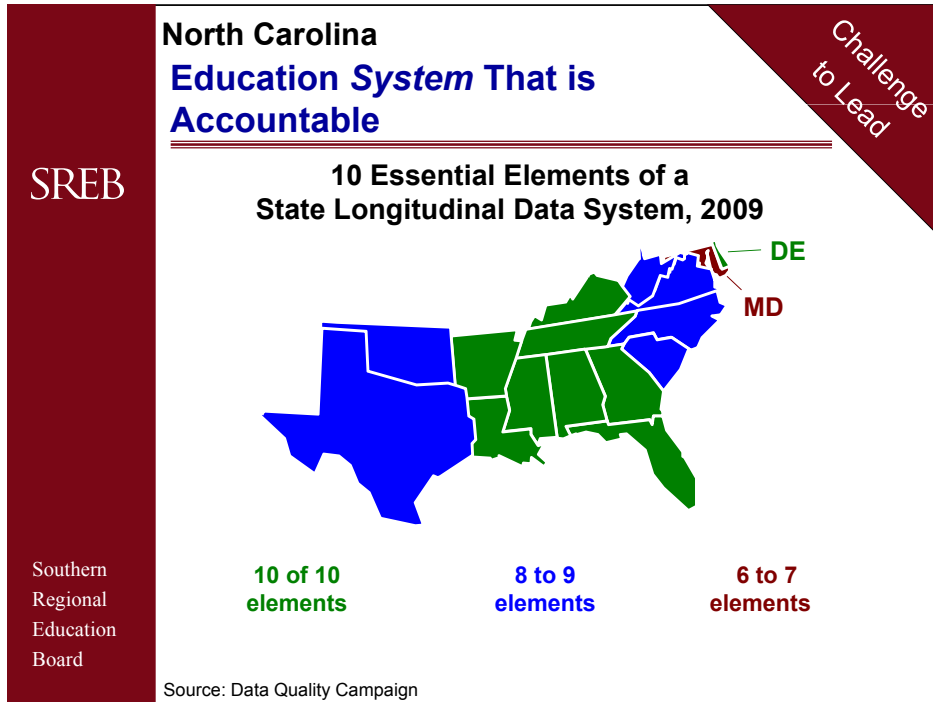 North Carolina
Education System That is
Accountable
Challenge
to Lead
SREB
10 Essential Elements of a
State Longitudinal Data System, 2009
DE
MD
10 of 10
elements
8 to 9
elements
6 to 7
elements
Southern
Regional
Education
Board
Source: Data Quality Campaign